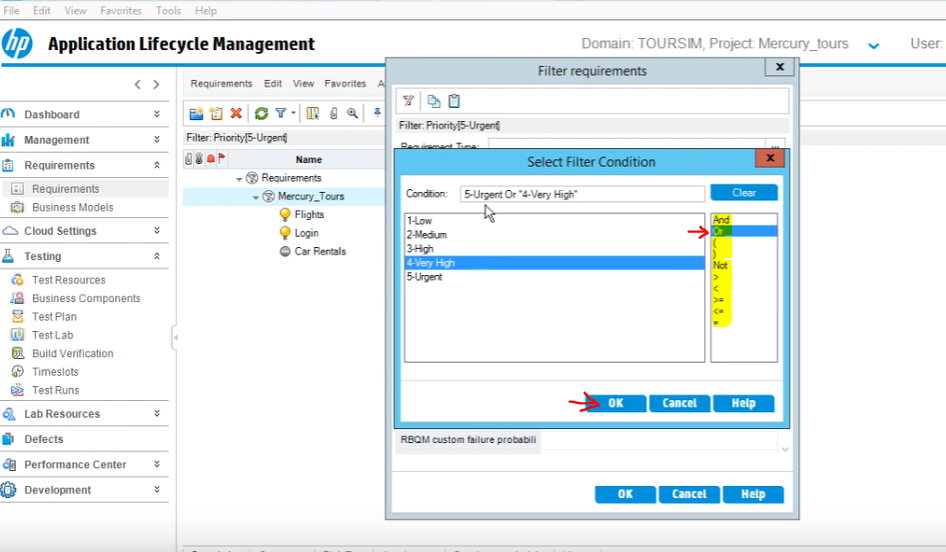 File Edit View Favorites Tools Help
hp Application Lifecycle Management Domain: TOURSIM, Project: Mercury_tours User:
Filter requirements x
Requirements Edit View Favorites A
Dashboard
Management
Requirements
Requirements
Business Models
Cloud Settings
Testing
Test Resources
Business Components
Test Plan
Test Lab
Build Verification
Timeslots
Test Runs
Lab Resources
Defects
Performance Center
Development
Filter: Priority[5-Urgent]
Name
Requirements
Mercury_Tours
Flights
Login
Car Rentals
Filter: Priority[5-Urgent]
Requirement Type: ...
Select Filter Condition x
Condition: 5-Urgent Or "4-Very High" Clear
1-Low
2-Medium
3-High
4-Very High
5-Urgent
And
Or
(
)
Not
>
<
>=
<=
=
OK Cancel Help
RBQM custom failure probabili
OK Cancel Help